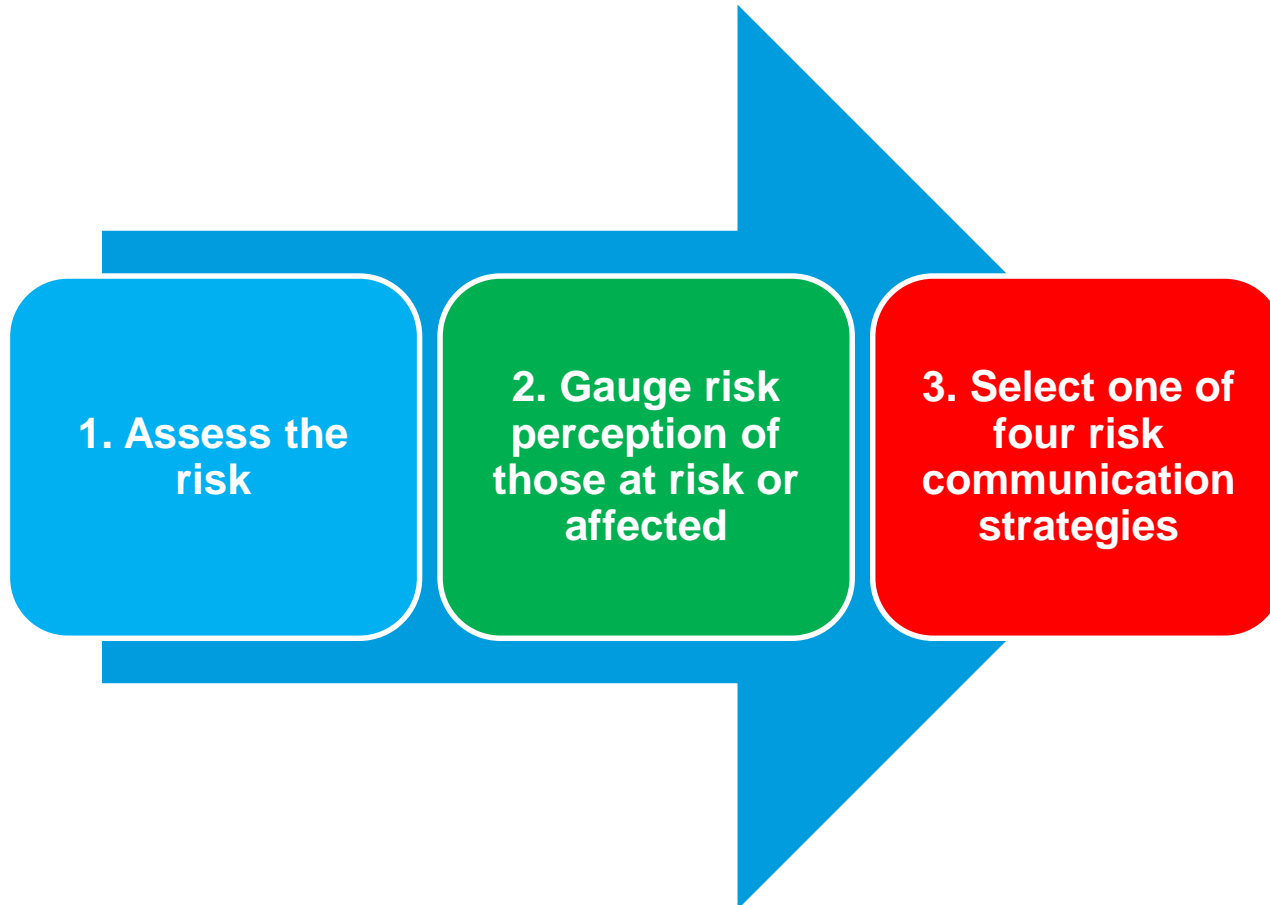 1. Assess the
risk
2. Gauge risk
perception of
those at risk or
affected
3. Select one of
four risk
communication
strategies